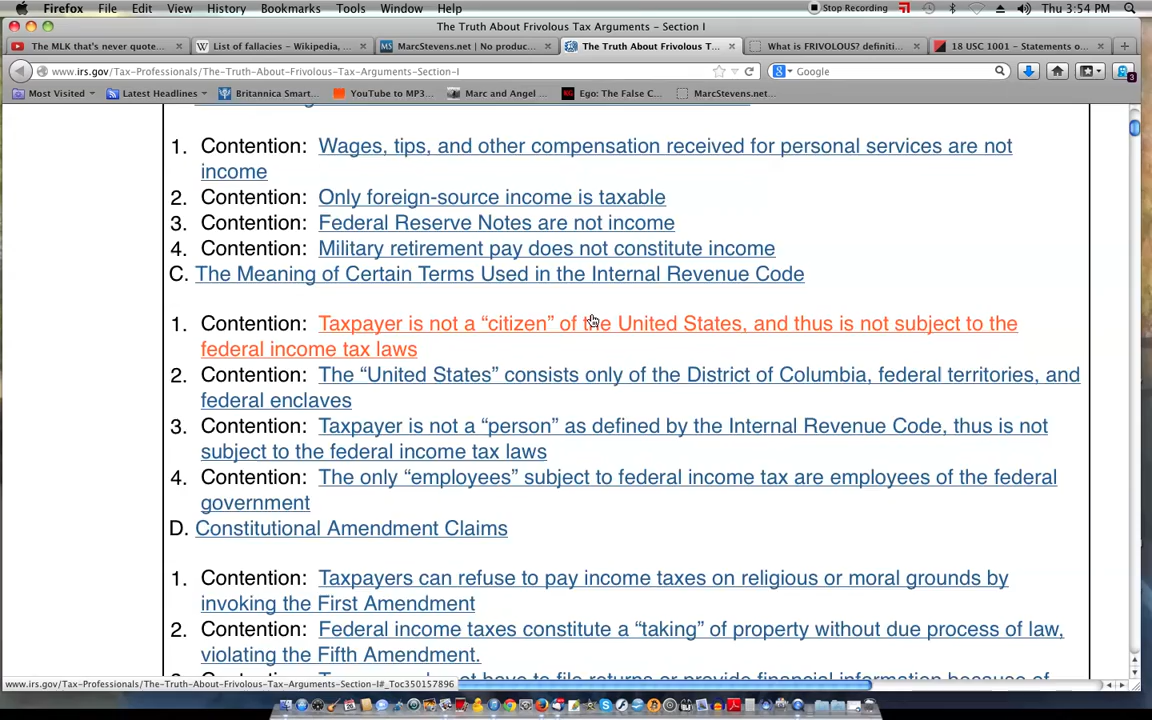 Firefox File Edit View History Bookmarks Tools Window Help Stop Recording Thu 3:54 PM
The Truth About Frivolous Tax Arguments – Section I
The MLK that's never quote... List of fallacies – Wikipedia, ... MarcStevens.net | No produc... The Truth About Frivolous T... What is FRIVOLOUS? definiti... 18 USC 1001 – Statements o...
www.irs.gov/Tax-Professionals/The-Truth-About-Frivolous-Tax-Arguments-Section-I Google
Most Visited Latest Headlines Britannica Smart... YouTube to MP3... Marc and Angel ... Ego: The False C... MarcStevens.net... 3
1. Contention: Wages, tips, and other compensation received for personal services are not
income
2. Contention: Only foreign-source income is taxable
3. Contention: Federal Reserve Notes are not income
4. Contention: Military retirement pay does not constitute income
C. The Meaning of Certain Terms Used in the Internal Revenue Code
1. Contention: Taxpayer is not a “citizen” of the United States, and thus is not subject to the
federal income tax laws
2. Contention: The “United States” consists only of the District of Columbia, federal territories, and
federal enclaves
3. Contention: Taxpayer is not a “person” as defined by the Internal Revenue Code, thus is not
subject to the federal income tax laws
4. Contention: The only “employees” subject to federal income tax are employees of the federal
government
D. Constitutional Amendment Claims
1. Contention: Taxpayers can refuse to pay income taxes on religious or moral grounds by
invoking the First Amendment
2. Contention: Federal income taxes constitute a “taking” of property without due process of law,
violating the Fifth Amendment.
not have to file returns or provide financial information because of
www.irs.gov/Tax-Professionals/The-Truth-About-Frivolous-Tax-Arguments-Section-I#_Toc350157896